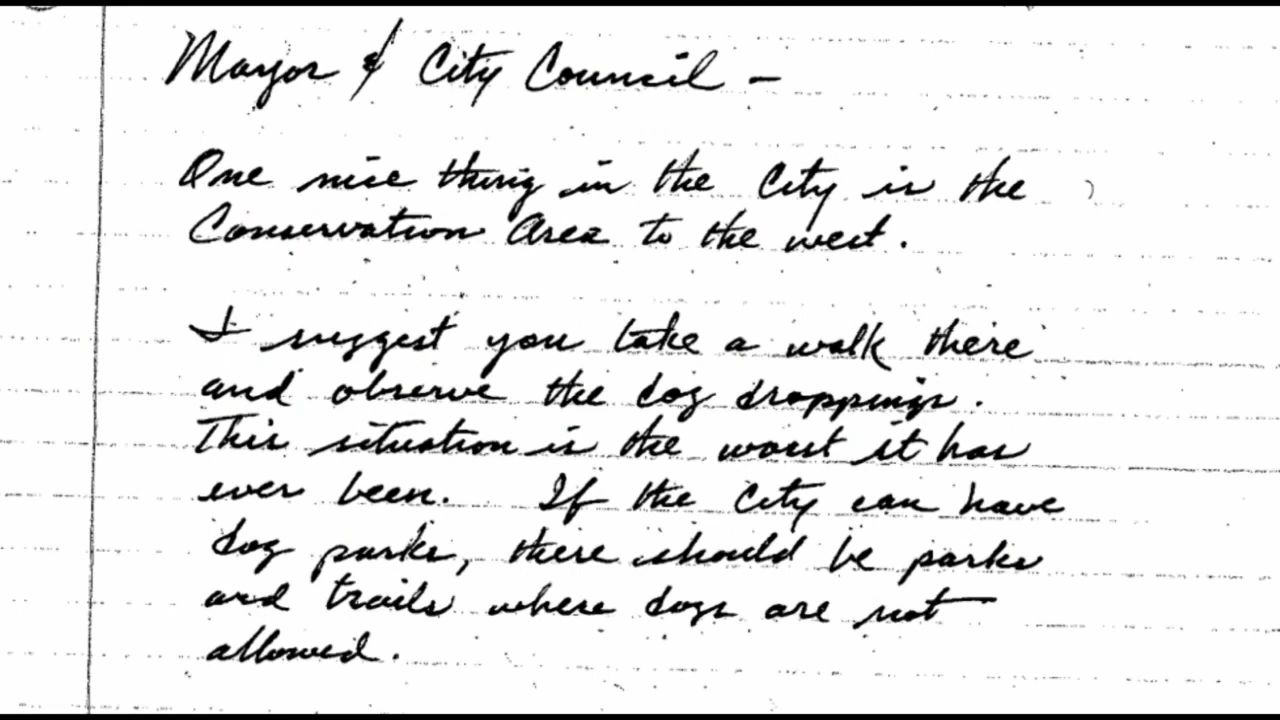 Mayor & City Council –
One nice thing in the City is the
Conservation Area to the west.
I suggest you take a walk there
and observe the dog droppings.
This situation is the worst it has
ever been. If the City can have
dog parks, there should be parks
and trails where dogs are not
allowed.